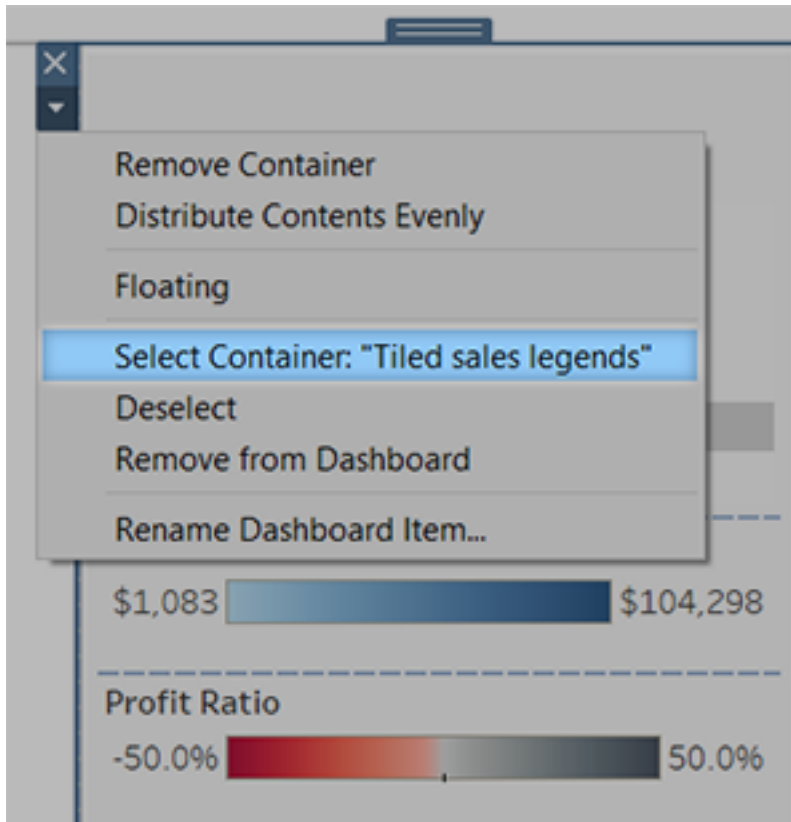 Remove Container
Distribute Contents Evenly
Floating
Select Container: "Tiled sales legends"
Deselect
Remove from Dashboard
Rename Dashboard Item...
$1,083 $104,298
Profit Ratio
-50.0% 50.0%